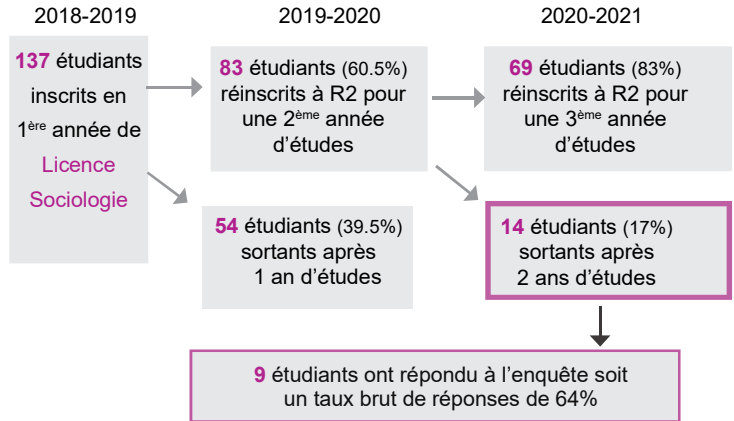 2018-2019
2019-2020
2020-2021
137 étudiants
inscrits en
1ère année de
Licence
Sociologie
83 étudiants (60.5%)
réinscrits à R2 pour
une 2ème année
d’études
69 étudiants (83%)
réinscrits à R2 pour
une 3ème année
d’études
54 étudiants (39.5%)
sortants après
1 an d’études
14 étudiants (17%)
sortants après
2 ans d’études
9 étudiants ont répondu à l’enquête soit
un taux brut de réponses de 64%